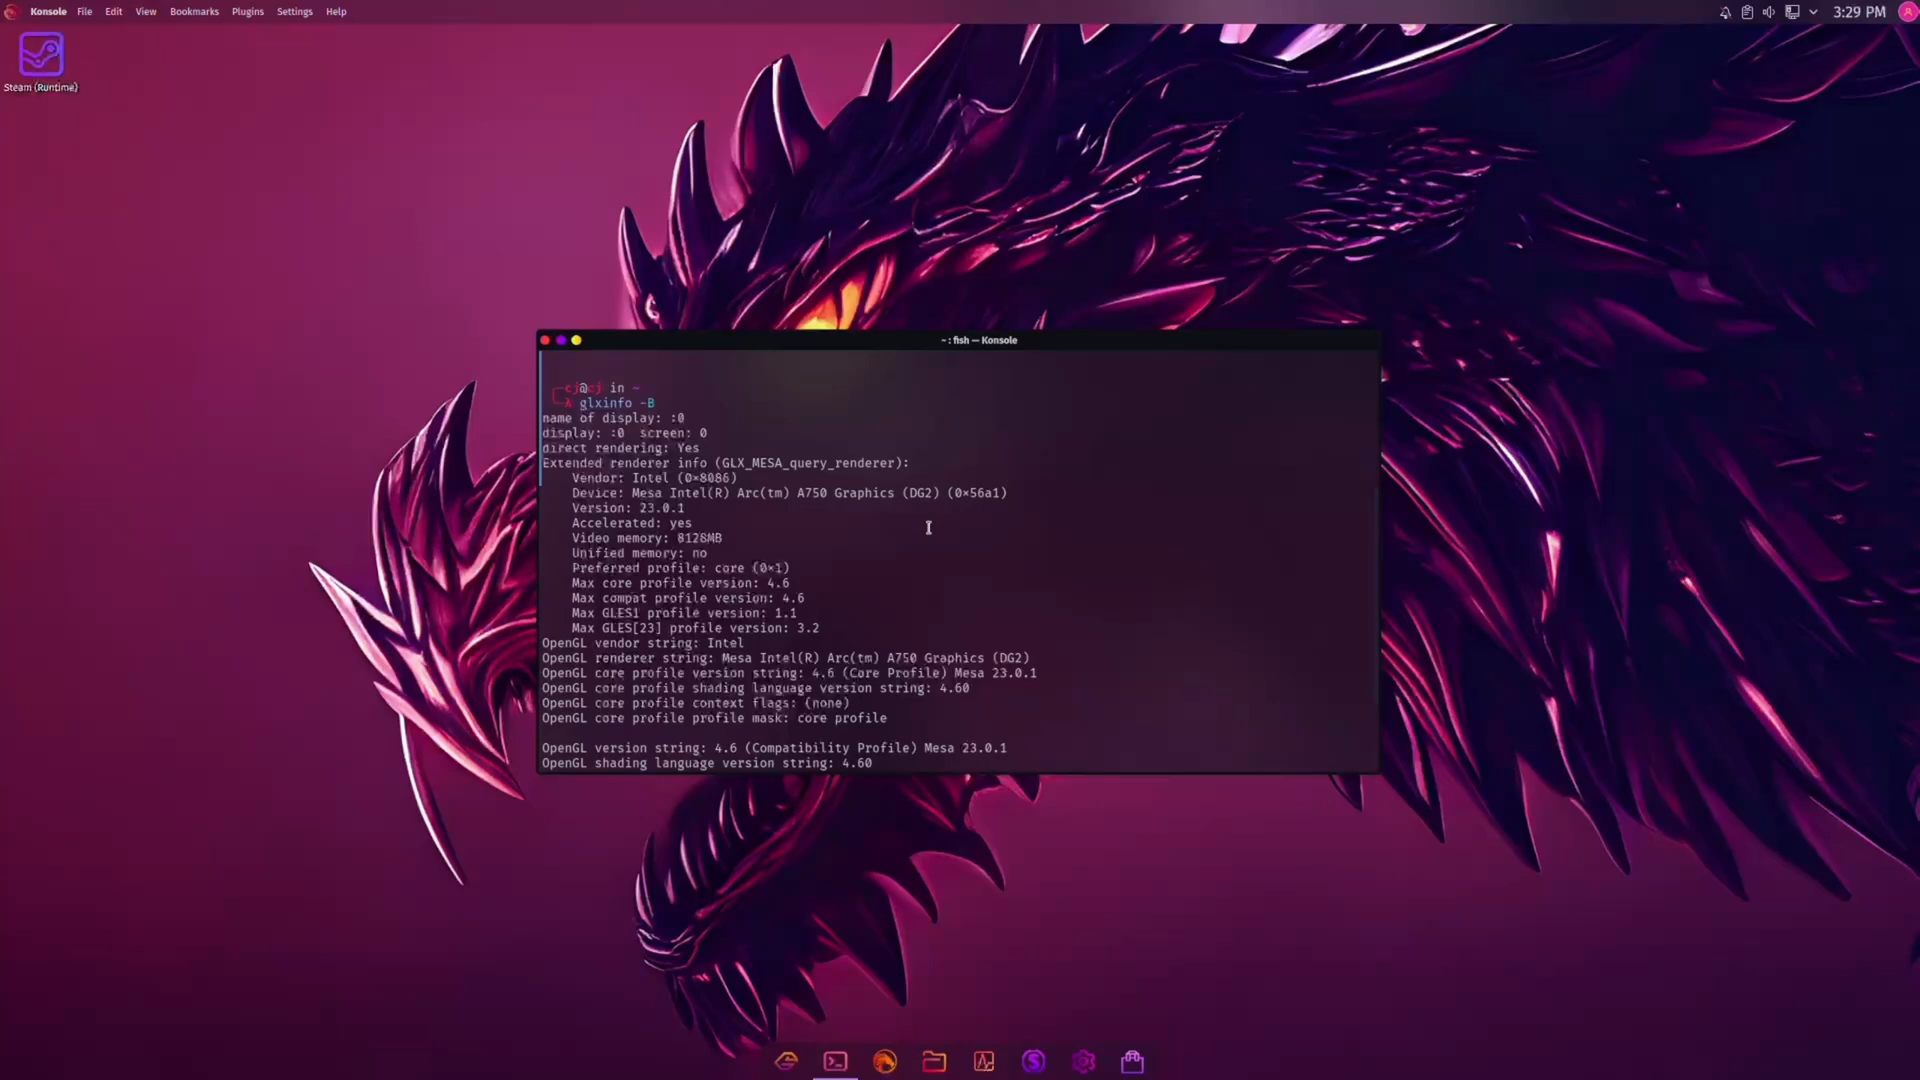 Konsole File Edit View Bookmarks Plugins Settings Help 3:29 PM
Steam (Runtime)
~ : fish — Konsole
cj@cj in ~
λ glxinfo -B
name of display: :0
display: :0  screen: 0
direct rendering: Yes
Extended renderer info (GLX_MESA_query_renderer):
Vendor: Intel (0x8086)
Device: Mesa Intel(R) Arc(tm) A750 Graphics (DG2) (0x56a1)
Version: 23.0.1
Accelerated: yes
Video memory: 8128MB
Unified memory: no
Preferred profile: core (0x1)
Max core profile version: 4.6
Max compat profile version: 4.6
Max GLES1 profile version: 1.1
Max GLES[23] profile version: 3.2
OpenGL vendor string: Intel
OpenGL renderer string: Mesa Intel(R) Arc(tm) A750 Graphics (DG2)
OpenGL core profile version string: 4.6 (Core Profile) Mesa 23.0.1
OpenGL core profile shading language version string: 4.60
OpenGL core profile context flags: (none)
OpenGL core profile profile mask: core profile
OpenGL version string: 4.6 (Compatibility Profile) Mesa 23.0.1
OpenGL shading language version string: 4.60